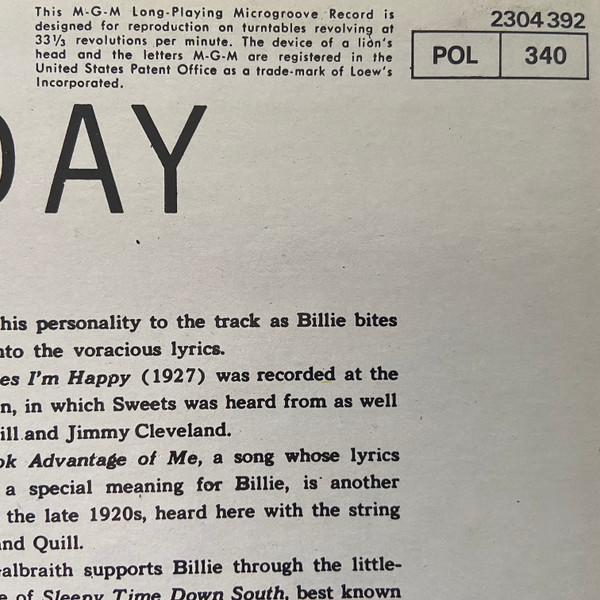 This M-G-M Long-Playing Microgroove Record is
designed for reproduction on turntables revolving at
33⅓ revolutions per minute. The device of a lion's
head and the letters M-G-M are registered in the
United States Patent Office as a trade-mark of Loew's
Incorporated.
2304 392
POL 340
DAY
his personality to the track as Billie bites
nto the voracious lyrics.
es I'm Happy (1927) was recorded at the
n, in which Sweets was heard from as well
ill and Jimmy Cleveland.
ok Advantage of Me, a song whose lyrics
a special meaning for Billie, is another
the late 1920s, heard here with the string
and Quill.
albraith supports Billie through the little-
e of Sleepy Time Down South, best known